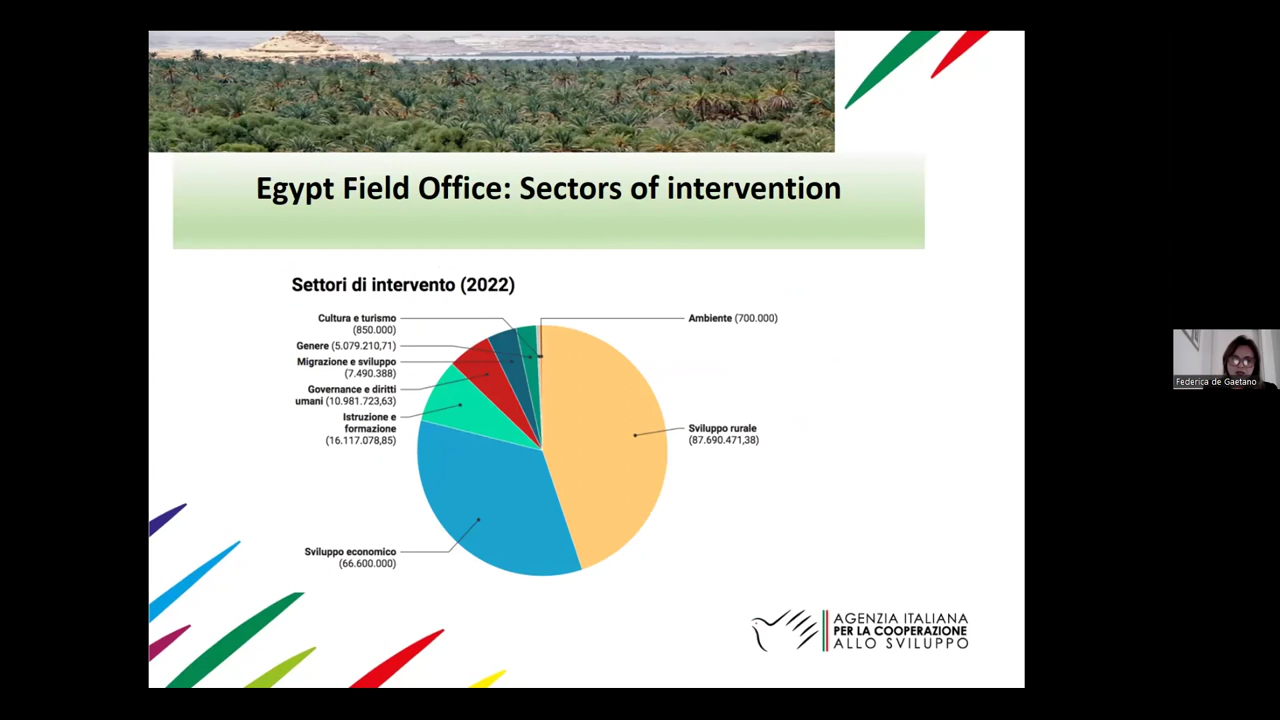 Egypt Field Office: Sectors of intervention
Settori di intervento (2022)
Cultura e turismo
(850.000)
Genere (5.079.210,71)
Migrazione e sviluppo
(7.490.388)
Governance e diritti
umani (10.981.723,63)
Istruzione e
formazione
(16.117.078,85)
Sviluppo economico
(66.600.000)
Ambiente (700.000)
Sviluppo rurale
(87.690.471,38)
AGENZIA ITALIANA
PER LA COOPERAZIONE
ALLO SVILUPPO
Federica de Gaetano